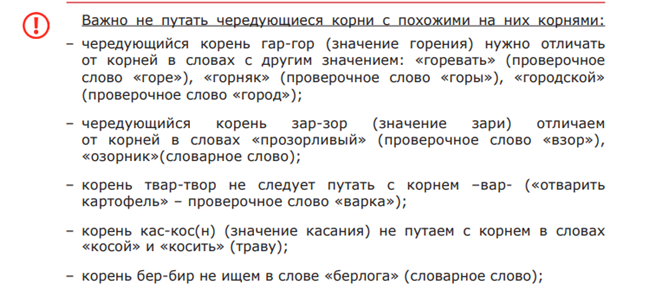 Важно не путать чередующиеся корни с похожими на них корнями:
– чередующийся корень гар-гор (значение горения) нужно отличать
от корней в словах с другим значением: «горевать» (проверочное
слово «горе»), «горняк» (проверочное слово «горы»), «городской»
(проверочное слово «город»);
– чередующийся корень зар-зор (значение зари) отличаем
от корней в словах «прозорливый» (проверочное слово «взор»),
«озорник»(словарное слово);
– корень твар-твор не следует путать с корнем –вар- («отварить
картофель» – проверочное слово «варка»);
– корень кас-кос(н) (значение касания) не путаем с корнем в словах
«косой» и «косить» (траву);
– корень бер-бир не ищем в слове «берлога» (словарное слово);